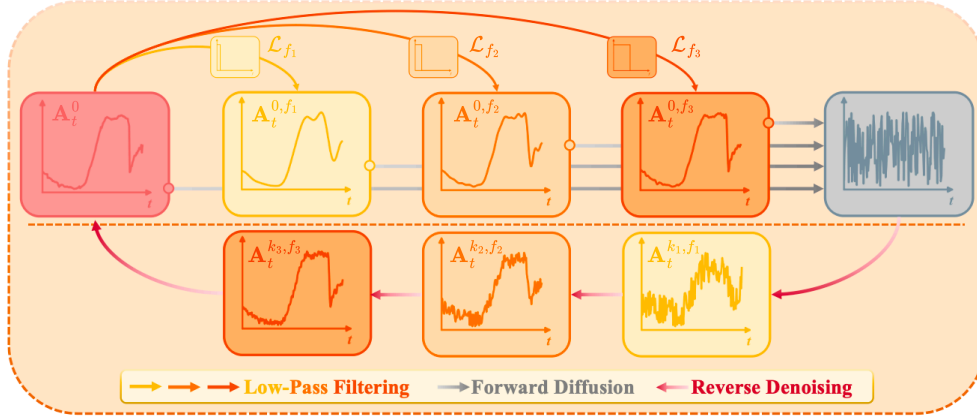 𝓛_{f_1} 𝓛_{f_2} 𝓛_{f_3}
A_t^0 A_t^{0,f_1} A_t^{0,f_2} A_t^{0,f_3}
t t t t t
A_t^{k_3,f_3} A_t^{k_2,f_2} A_t^{k_1,f_1}
t t t
Low-Pass Filtering Forward Diffusion Reverse Denoising